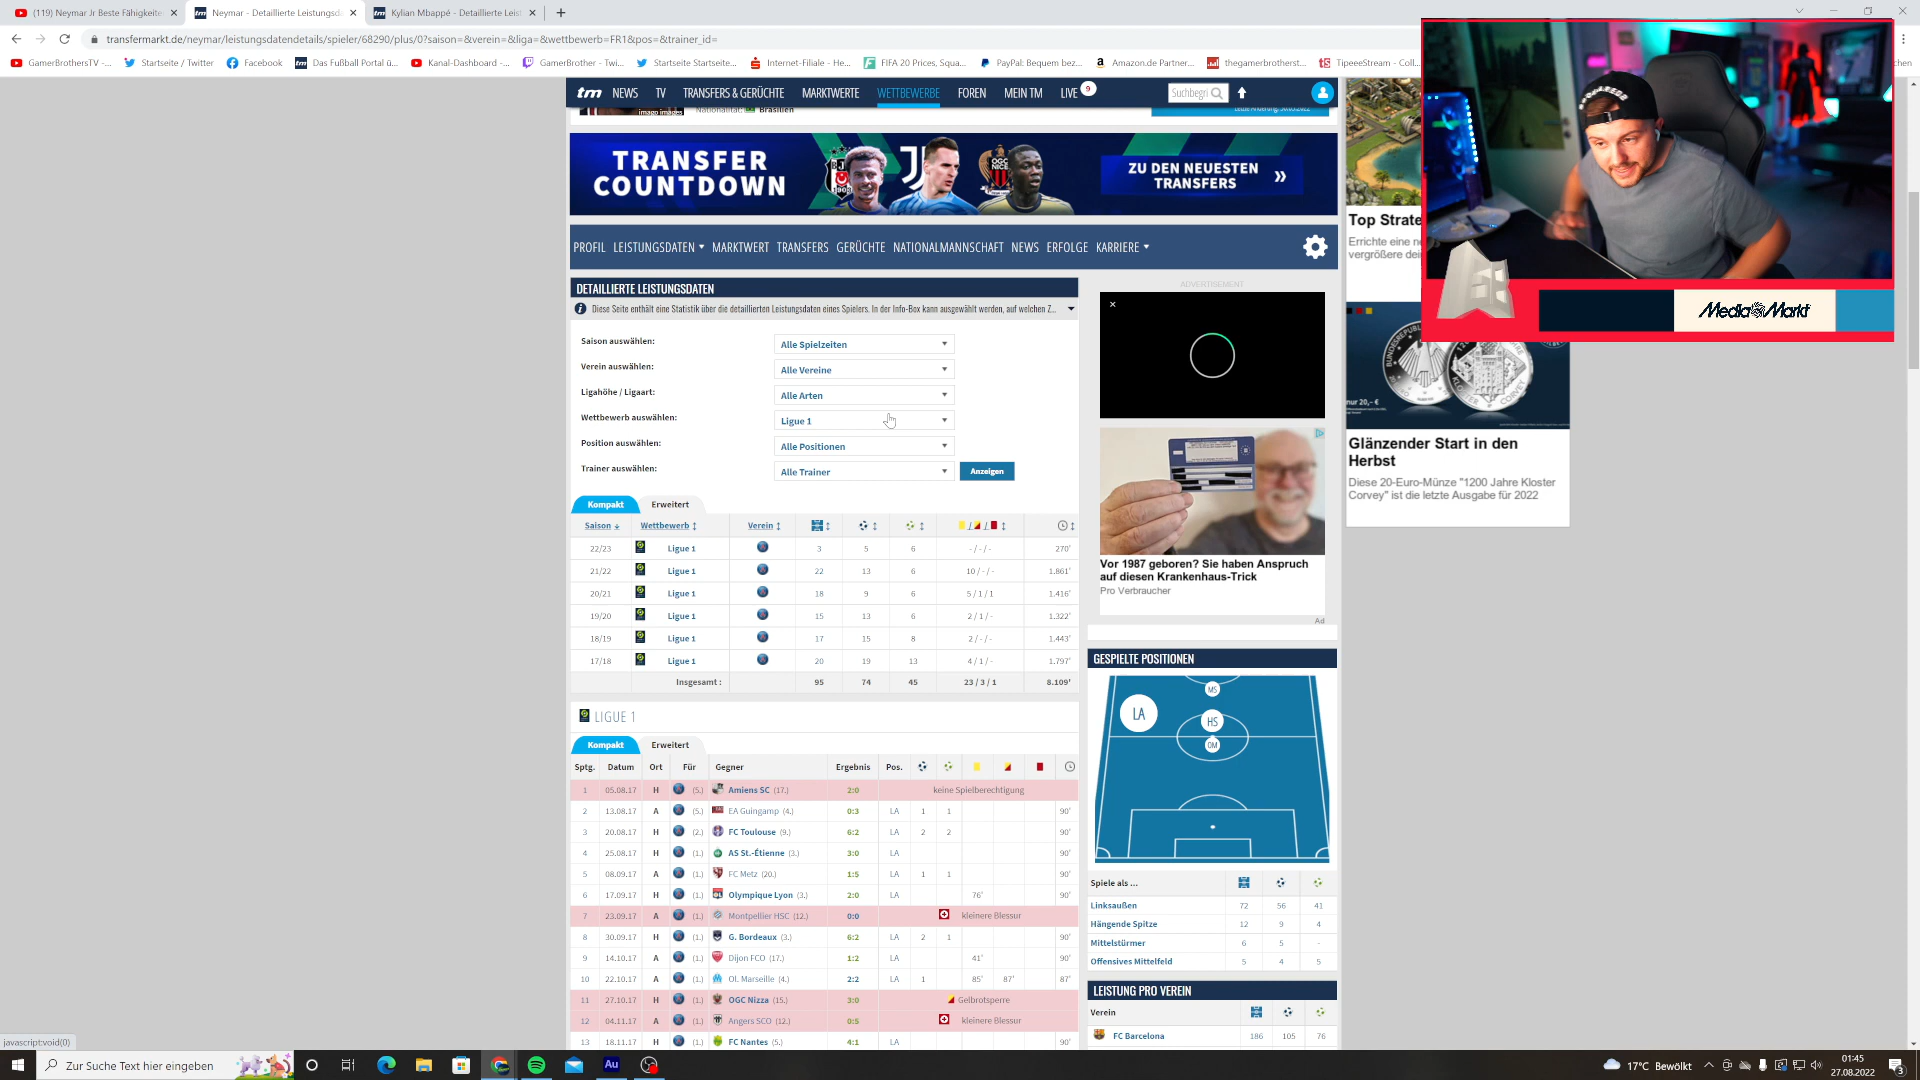 (119) Neymar Jr Beste Fähigkeite
Neymar - Detaillierte Leistungsd
Kylian Mbappé - Detaillierte Leis
transfermarkt.de/neymar/leistungsdatendetails/spieler/68290/plus/0?saison=&verein=&liga=&wettbewerb=FR1&pos=&trainer_id=
GamerBrothersTV -...
Startseite / Twitter
Facebook
Das Fußball Portal ü...
Kanal-Dashboard -...
GamerBrother - Twi...
Startseite Startseite...
Internet-Filiale - He...
FIFA 20 Prices, Squa...
PayPal: Bequem bez...
Amazon.de Partner...
thegamerbrotherst...
TipeeeStream - Coll...
tm NEWS TV TRANSFERS & GERÜCHTE MARKTWERTE WETTBEWERBE FOREN MEIN TM LIVE 9
Suchbegri
Nationalität: Brasilien
TRANSFER
COUNTDOWN
ZU DEN NEUESTEN
TRANSFERS
PROFIL LEISTUNGSDATEN MARKTWERT TRANSFERS GERÜCHTE NATIONALMANNSCHAFT NEWS ERFOLGE KARRIERE
DETAILLIERTE LEISTUNGSDATEN
Diese Seite enthält eine Statistik über die detaillierten Leistungsdaten eines Spielers. In der Info-Box kann ausgewählt werden, auf welchen Z...
Saison auswählen: Alle Spielzeiten
Verein auswählen: Alle Vereine
Ligahöhe / Ligaart: Alle Arten
Wettbewerb auswählen: Ligue 1
Position auswählen: Alle Positionen
Trainer auswählen: Alle Trainer Anzeigen
Kompakt Erweitert
Saison Wettbewerb Verein
22/23 Ligue 1 3 5 6 - / - / - 270'
21/22 Ligue 1 22 13 6 10 / - / - 1.861'
20/21 Ligue 1 18 9 6 5 / 1 / 1 1.416'
19/20 Ligue 1 15 13 6 2 / 1 / - 1.322'
18/19 Ligue 1 17 15 8 2 / - / - 1.443'
17/18 Ligue 1 20 19 13 4 / 1 / - 1.797'
Insgesamt : 95 74 45 23 / 3 / 1 8.109'
LIGUE 1
Kompakt Erweitert
Sptg. Datum Ort Für Gegner Ergebnis Pos.
1 05.08.17 H (5.) Amiens SC (17.) 2:0 keine Spielberechtigung
2 13.08.17 A (5.) EA Guingamp (4.) 0:3 LA 1 1 90'
3 20.08.17 H (2.) FC Toulouse (9.) 6:2 LA 2 2 90'
4 25.08.17 H (1.) AS St.-Étienne (3.) 3:0 LA 90'
5 08.09.17 A (1.) FC Metz (20.) 1:5 LA 1 1 90'
6 17.09.17 H (1.) Olympique Lyon (3.) 2:0 LA 76' 90'
7 23.09.17 A (1.) Montpellier HSC (12.) 0:0 kleinere Blessur
8 30.09.17 H (1.) G. Bordeaux (3.) 6:2 LA 2 1 90'
9 14.10.17 A (1.) Dijon FCO (17.) 1:2 LA 41' 90'
10 22.10.17 A (1.) Ol. Marseille (4.) 2:2 LA 1 85' 87' 87'
11 27.10.17 H (1.) OGC Nizza (15.) 3:0 Gelbrotsperre
12 04.11.17 A (1.) Angers SCO (12.) 0:5 kleinere Blessur
13 18.11.17 H (1.) FC Nantes (5.) 4:1 LA 90'
ADVERTISEMENT
Vor 1987 geboren? Sie haben Anspruch
auf diesen Krankenhaus-Trick
Pro Verbraucher
Ad
GESPIELTE POSITIONEN
MS
LA
HS
OM
Spiele als ...
Linksaußen 72 56 41
Hängende Spitze 12 9 4
Mittelstürmer 6 5 -
Offensives Mittelfeld 5 4 5
LEISTUNG PRO VEREIN
Verein
FC Barcelona 186 105 76
Top Strate
Errichte eine n
vergrößere dei
Media Markt
BUNDESREPUBLIK
nur 20,- €
Glänzender Start in den
Herbst
Diese 20-Euro-Münze "1200 Jahre Kloster
Corvey" ist die letzte Ausgabe für 2022
javascript:void(0)
Zur Suche Text hier eingeben
Au
17°C Bewölkt
01:45
27.08.2022
3